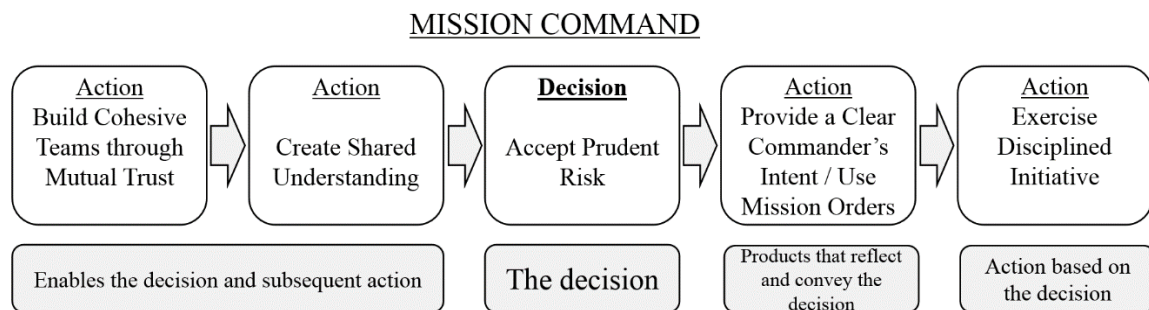 MISSION COMMAND
Action
Build Cohesive
Teams through
Mutual Trust
Action
Create Shared
Understanding
Decision
Accept Prudent
Risk
Action
Provide a Clear
Commander's
Intent / Use
Mission Orders
Action
Exercise
Disciplined
Initiative
Enables the decision and subsequent action
The decision
Products that reflect
and convey the
decision
Action based on
the decision